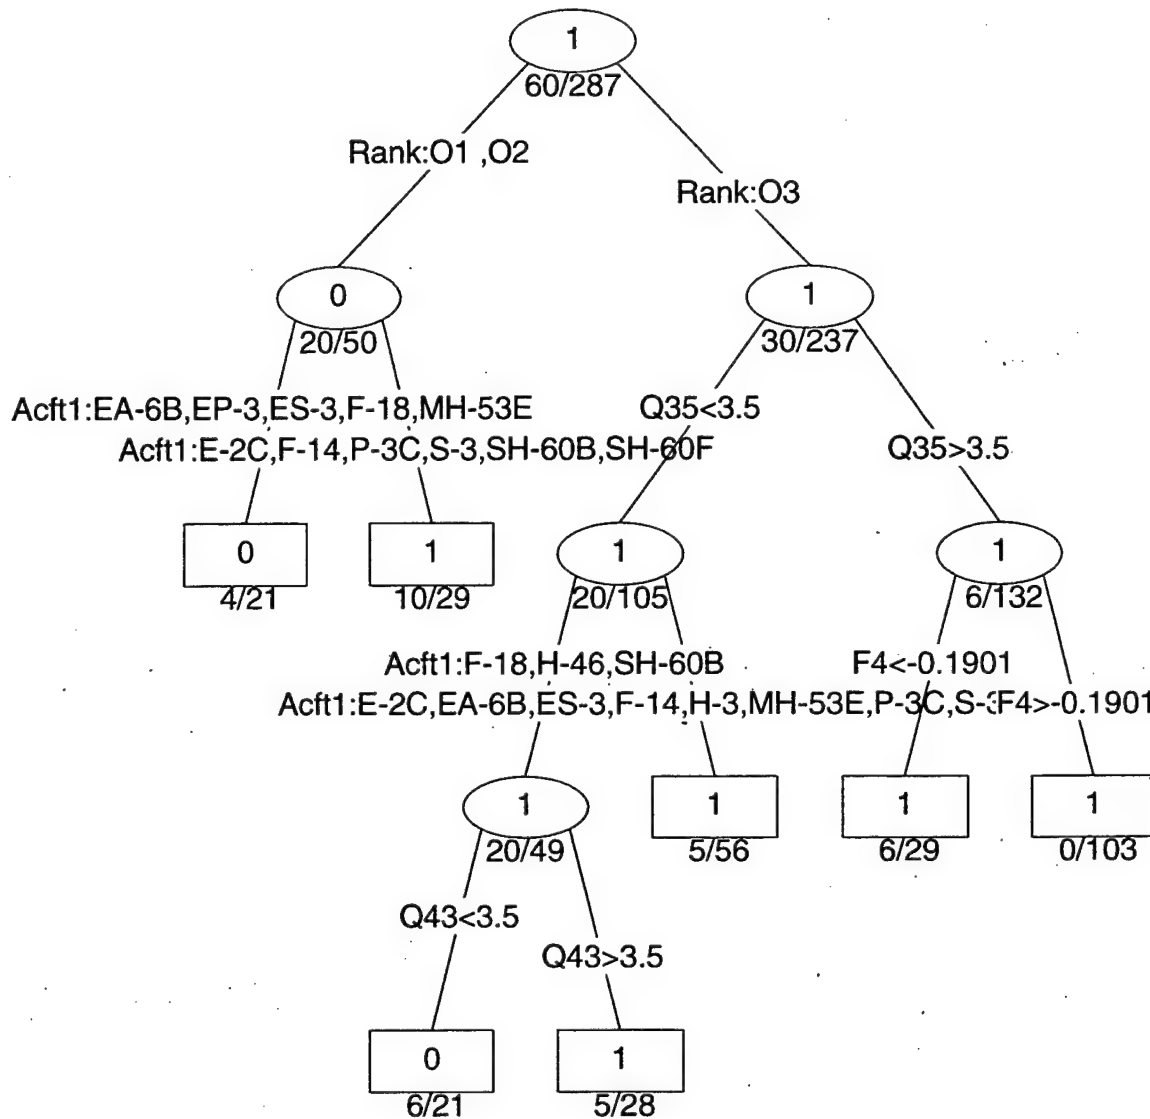 1
60/287
Rank:O1 ,O2
Rank:O3
0
20/50
1
30/237
Acft1:EA-6B,EP-3,ES-3,F-18,MH-53E
Q35<3.5
Acft1:E-2C,F-14,P-3C,S-3,SH-60B,SH-60F
Q35>3.5
0
4/21
1
10/29
1
20/105
1
6/132
Acft1:F-18,H-46,SH-60B
F4<-0.1901
Acft1:E-2C,EA-6B,ES-3,F-14,H-3,MH-53E,P-3C,S-3
F4>-0.1901
1
20/49
1
5/56
1
6/29
1
0/103
Q43<3.5
Q43>3.5
0
6/21
1
5/28